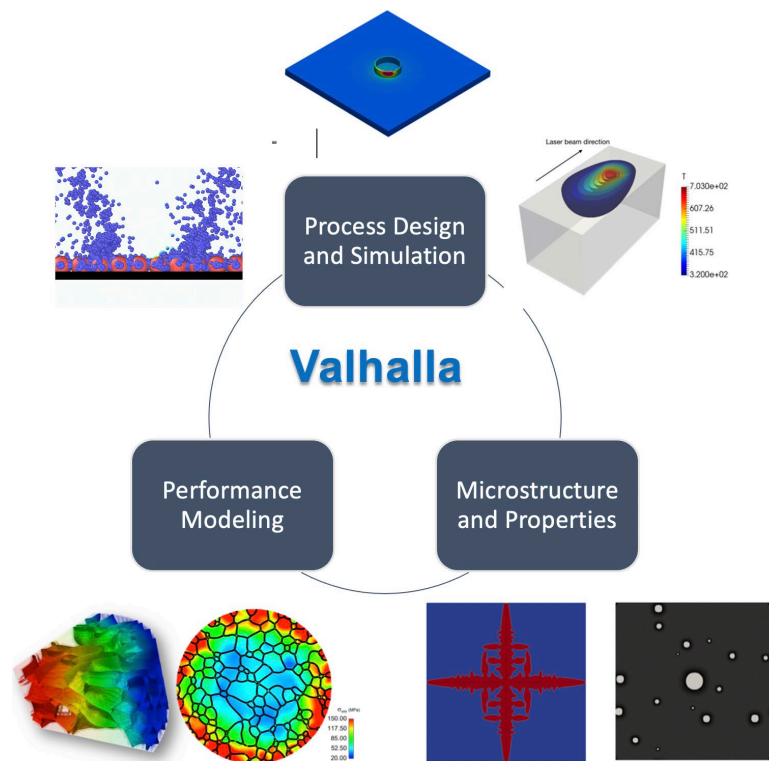 =
Laser beam direction
T
7.030e+02
607.26
511.51
415.75
3.200e+02
Process Design
and Simulation
Valhalla
Performance
Modeling
Microstructure
and Properties
(MPa)
150.00
117.50
85.00
52.50
20.00